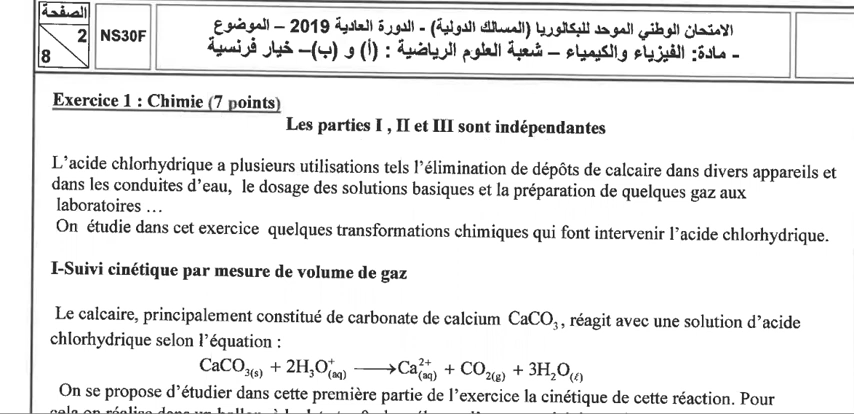 الصفحة
2
8
NS30F
الامتحان الوطني الموحد للبكالوريا (المسالك الدولية) - الدورة العادية 2019 – الموضوع
- مادة: الفيزياء والكيمياء – شعبة العلوم الرياضية : (أ) و (ب)– خيار فرنسية
Exercice 1 : Chimie (7 points)
Les parties I , II et III sont indépendantes
L’acide chlorhydrique a plusieurs utilisations tels l’élimination de dépôts de calcaire dans divers appareils et
dans les conduites d’eau, le dosage des solutions basiques et la préparation de quelques gaz aux
laboratoires …
On étudie dans cet exercice quelques transformations chimiques qui font intervenir l’acide chlorhydrique.
I-Suivi cinétique par mesure de volume de gaz
Le calcaire, principalement constitué de carbonate de calcium CaCO₃, réagit avec une solution d’acide
chlorhydrique selon l’équation :
CaCO₃₍ₛ₎ + 2H₃O⁺(aq) ⟶ Ca²⁺(aq) + CO₂(g) + 3H₂O(ℓ)
On se propose d’étudier dans cette première partie de l’exercice la cinétique de cette réaction. Pour